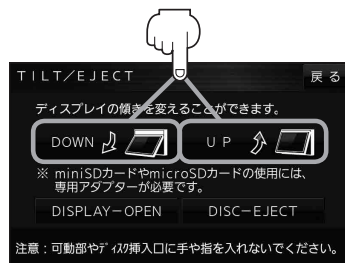 TILT/EJECT
戻る
ディスプレイの傾きを変えることができます。
DOWN
UP
※ miniSDカードやmicroSDカードの使用には、
専用アダプターが必要です。
DISPLAY-OPEN
DISC-EJECT
注意：可動部やディスク挿入口に手や指を入れないでください。